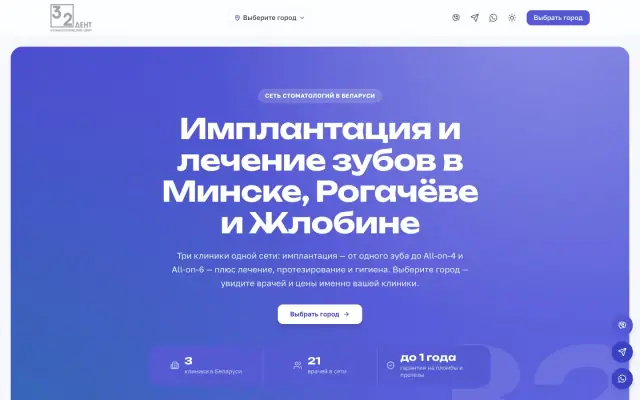 32 ДЕНТ
Выберите город
Выбрать город
СЕТЬ СТОМАТОЛОГИЙ В БЕЛАРУСИ
Имплантация и
лечение зубов в
Минске, Рогачёве
и Жлобине
Три клиники одной сети: имплантация — от одного зуба до All-on-4 и
All-on-6 — плюс лечение, протезирование и гигиена. Выберите город —
увидите врачей и цены именно вашей клиники.
Выбрать город →
3
клиники в Беларуси
21
врачей в сети
до 1 года
гарантия на пломбы и
протезы
32